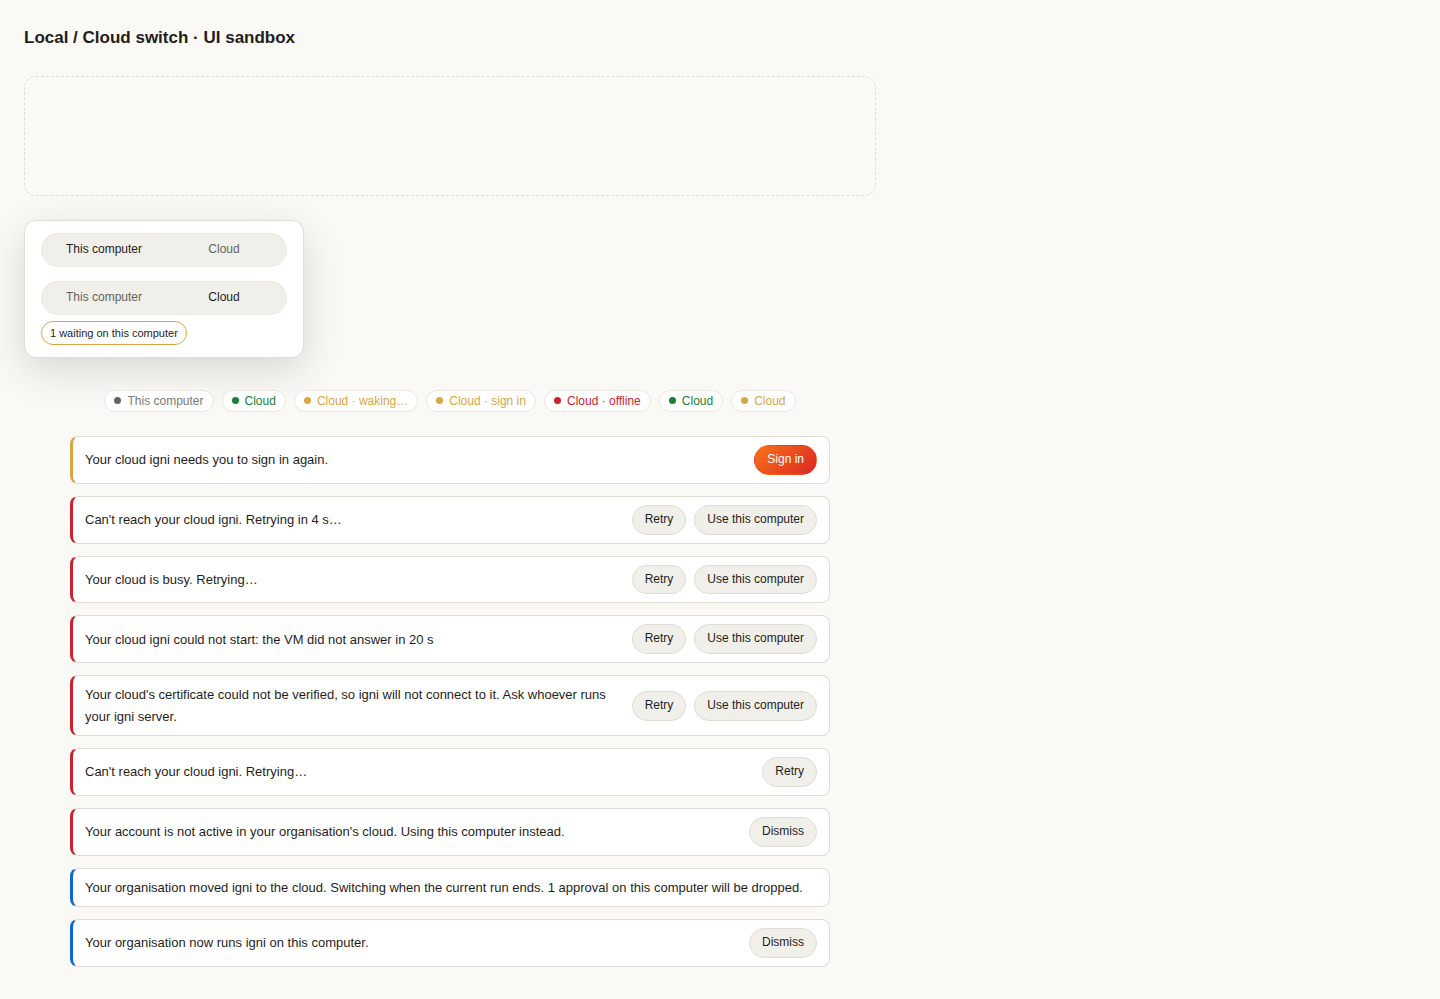 Local / Cloud switch · UI sandbox
This computer Cloud
This computer Cloud
1 waiting on this computer
This computer Cloud Cloud · waking… Cloud · sign in Cloud · offline Cloud Cloud
Your cloud igni needs you to sign in again. Sign in
Can't reach your cloud igni. Retrying in 4 s… Retry Use this computer
Your cloud is busy. Retrying… Retry Use this computer
Your cloud igni could not start: the VM did not answer in 20 s Retry Use this computer
Your cloud's certificate could not be verified, so igni will not connect to it. Ask whoever runs
your igni server. Retry Use this computer
Can't reach your cloud igni. Retrying… Retry
Your account is not active in your organisation's cloud. Using this computer instead. Dismiss
Your organisation moved igni to the cloud. Switching when the current run ends. 1 approval on this computer will be dropped.
Your organisation now runs igni on this computer. Dismiss